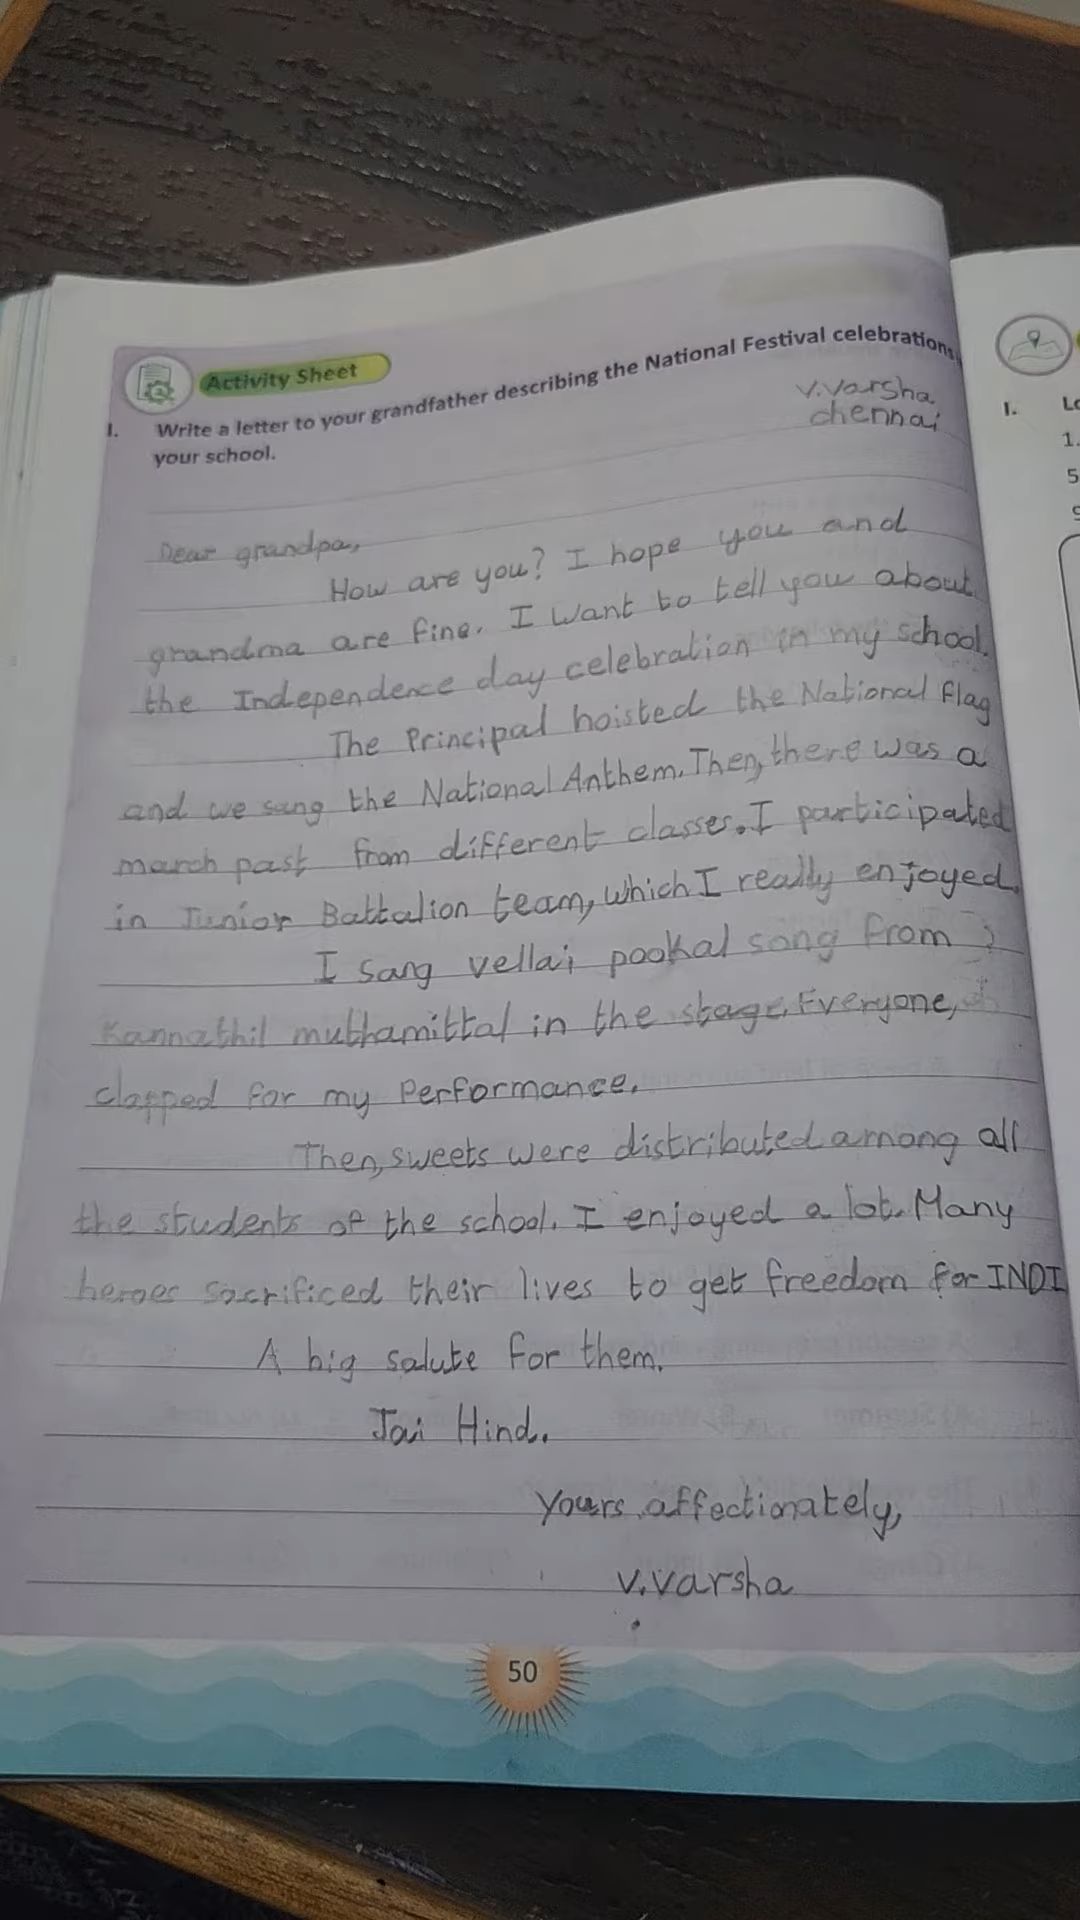 Activity Sheet
I. Write a letter to your grandfather describing the National Festival celebrations
your school.
V.Varsha
chennai
Dear grandpa,
How are you? I hope you and
grandma are fine. I want to tell you about
the Independence day celebration in my school.
The Principal hoisted the National flag
and we sang the National Anthem. Then, there was a
march past from different classes. I participated
in Junior Battalion team, which I really enjoyed.
I sang vellai pookal song from
Kannathil muthamittal in the stage. Everyone,
clapped for my Performance.
Then, sweets were distributed among all
the students of the school. I enjoyed a lot. Many
heroes sacrificed their lives to get freedom for INDI
A big salute for them.
Jai Hind.
Yours affectionately,
V.Varsha
50
I.
1.
5